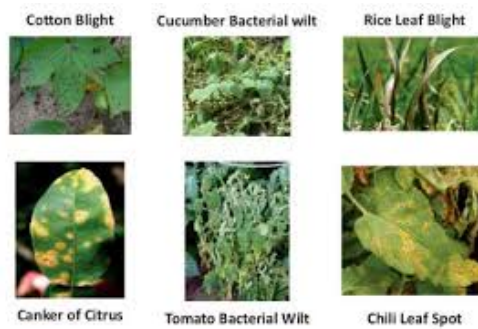 Cotton Blight
Cucumber Bacterial wilt
Rice Leaf Blight
Canker of Citrus
Tomato Bacterial Wilt
Chili Leaf Spot